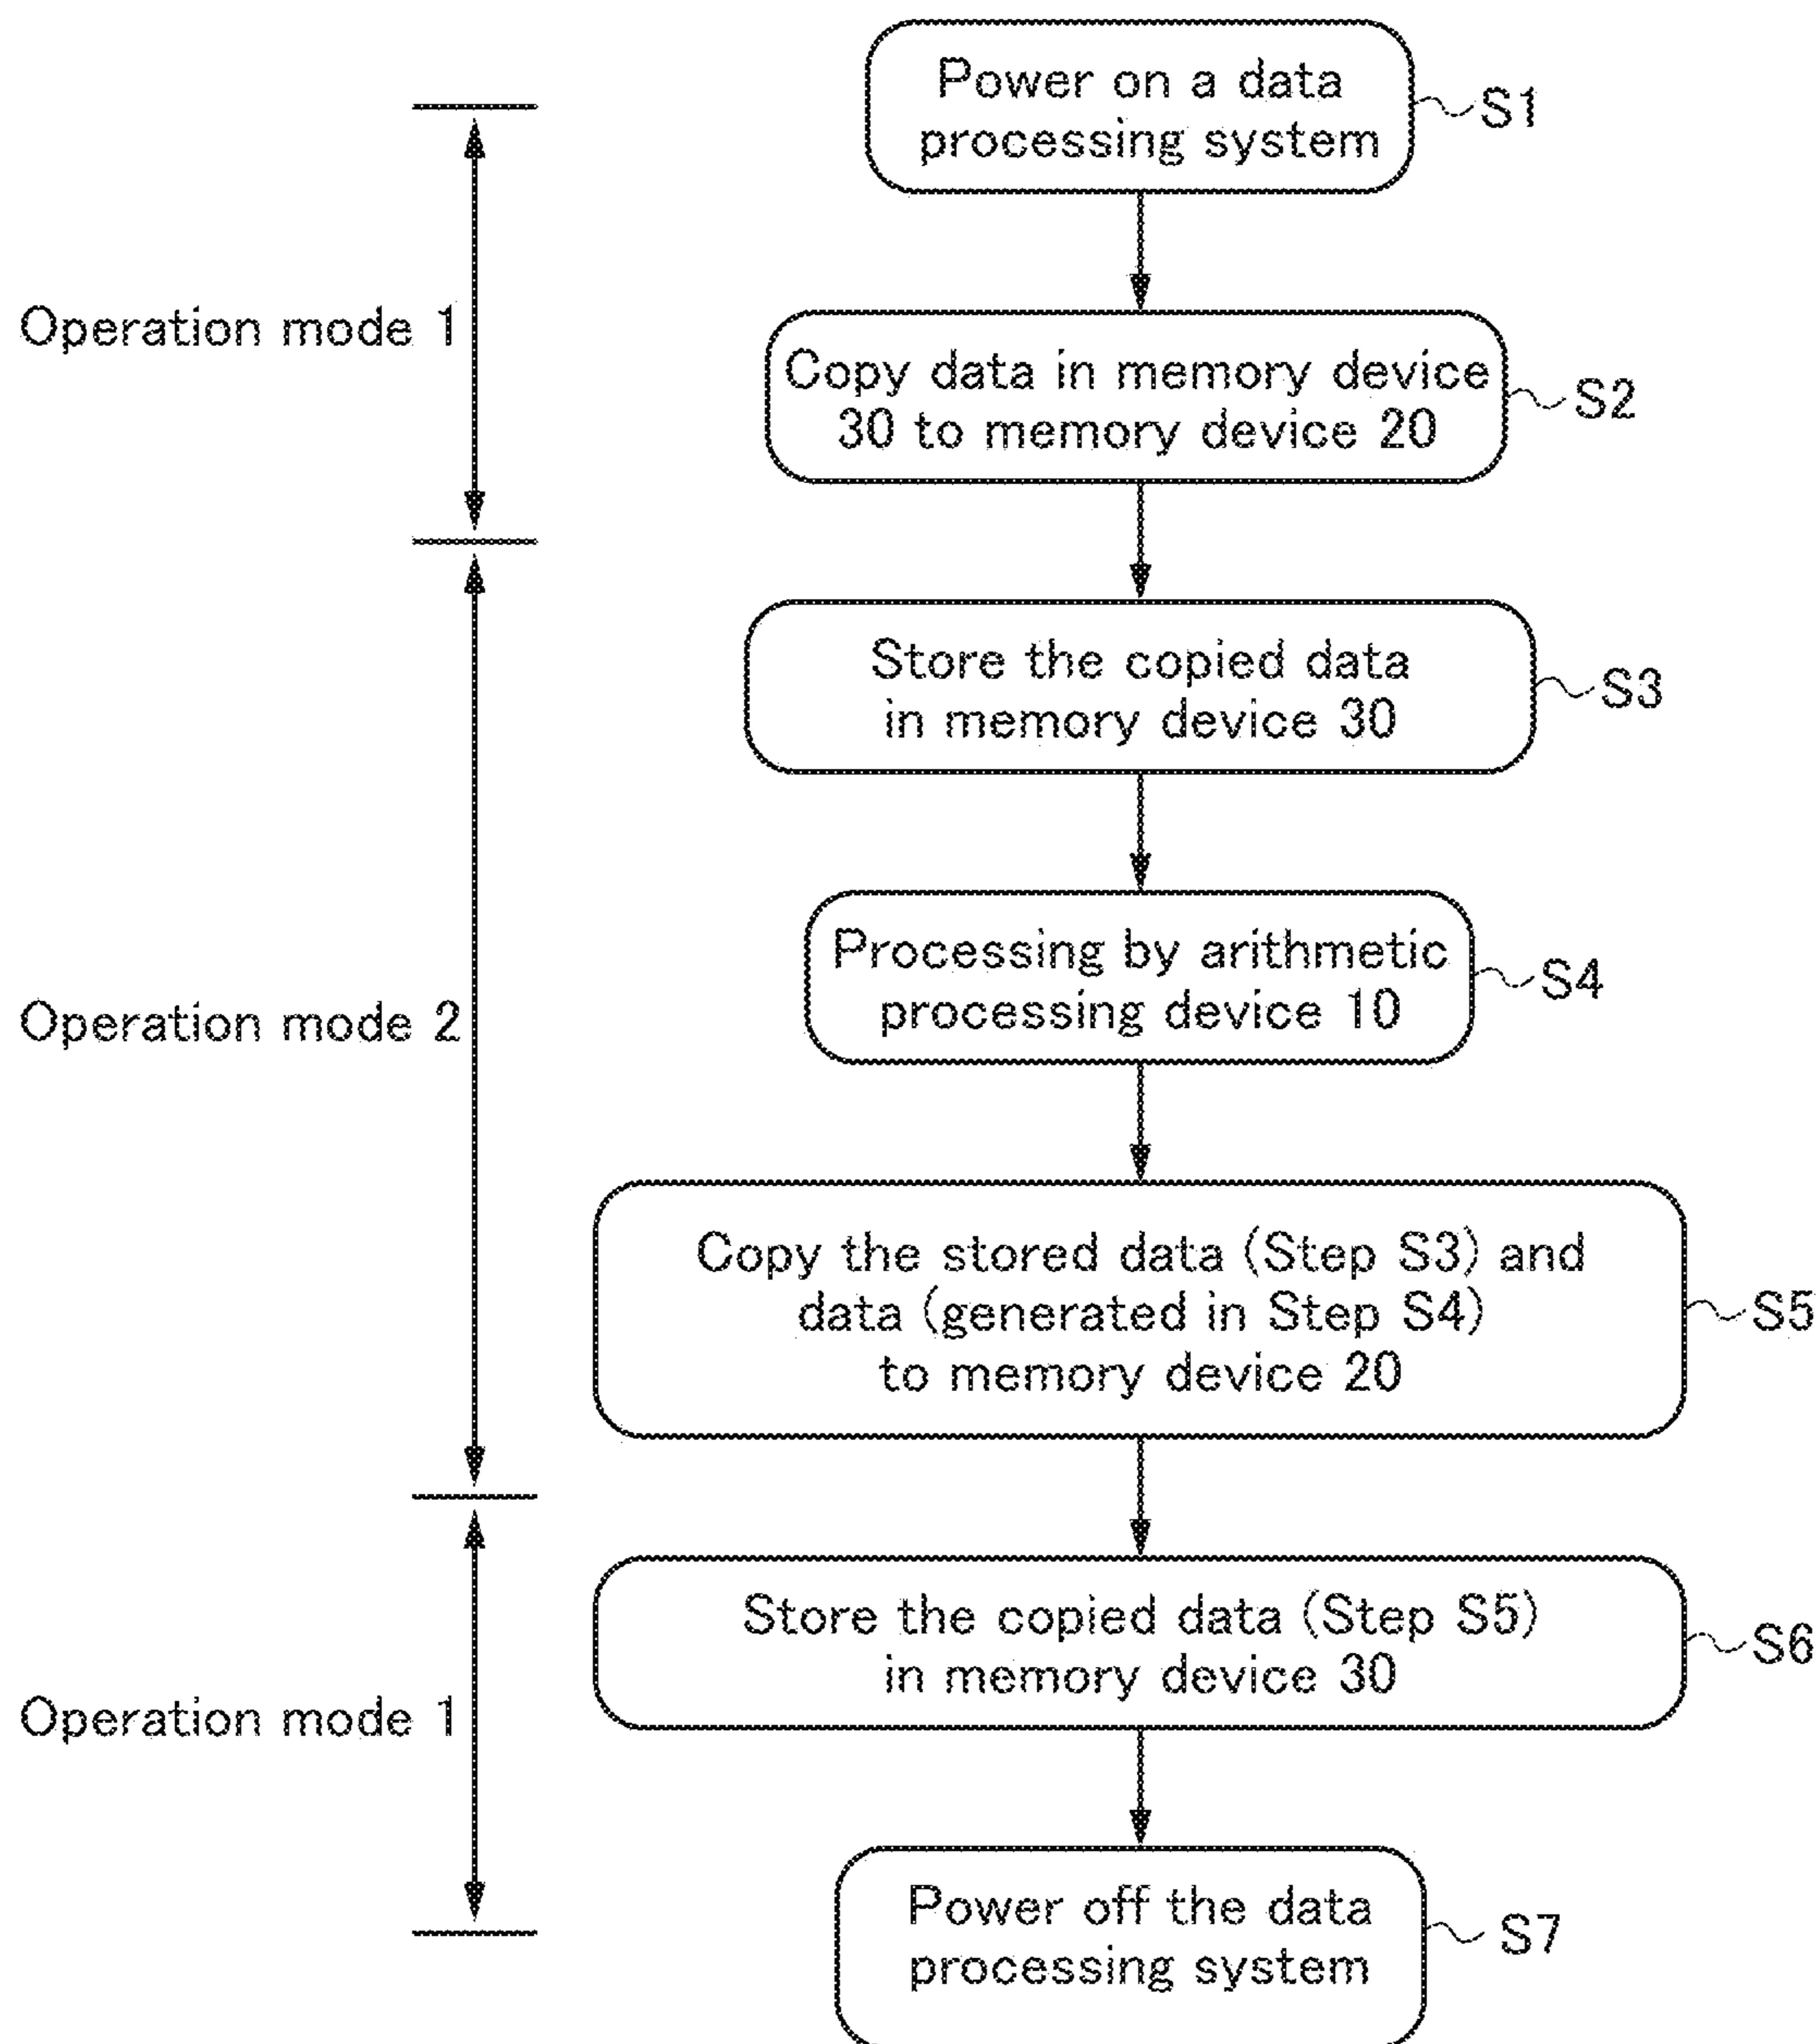 Power on a data
processing system
S1
Operation mode 1
Copy data in memory device
30 to memory device 20
S2
Store the copied data
in memory device 30
S3
Operation mode 2
Processing by arithmetic
processing device 10
S4
Copy the stored data (Step S3) and
data (generated in Step S4)
to memory device 20
S5
Store the copied data (Step S5)
in memory device 30
S6
Operation mode 1
Power off the data
processing system
S7